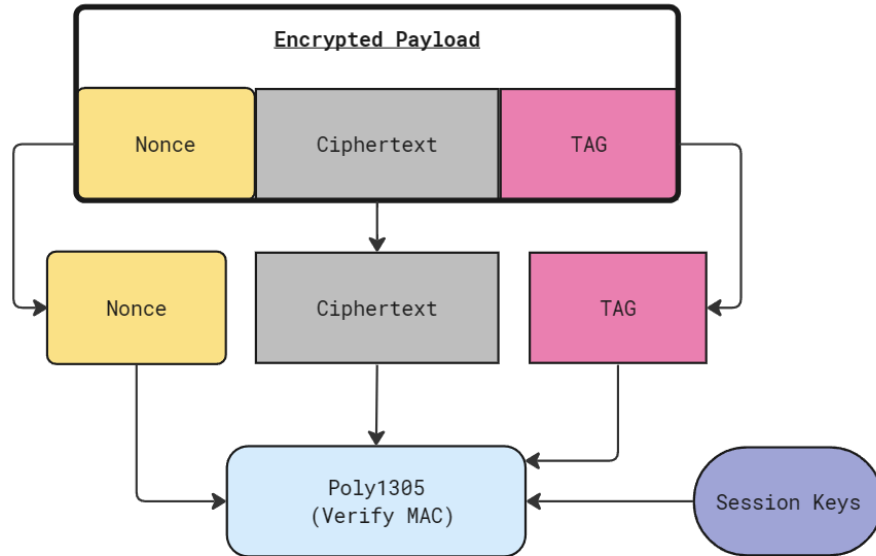 Encrypted Payload
Nonce
Ciphertext
TAG
Nonce
Ciphertext
TAG
Poly1305
(Verify MAC)
Session Keys